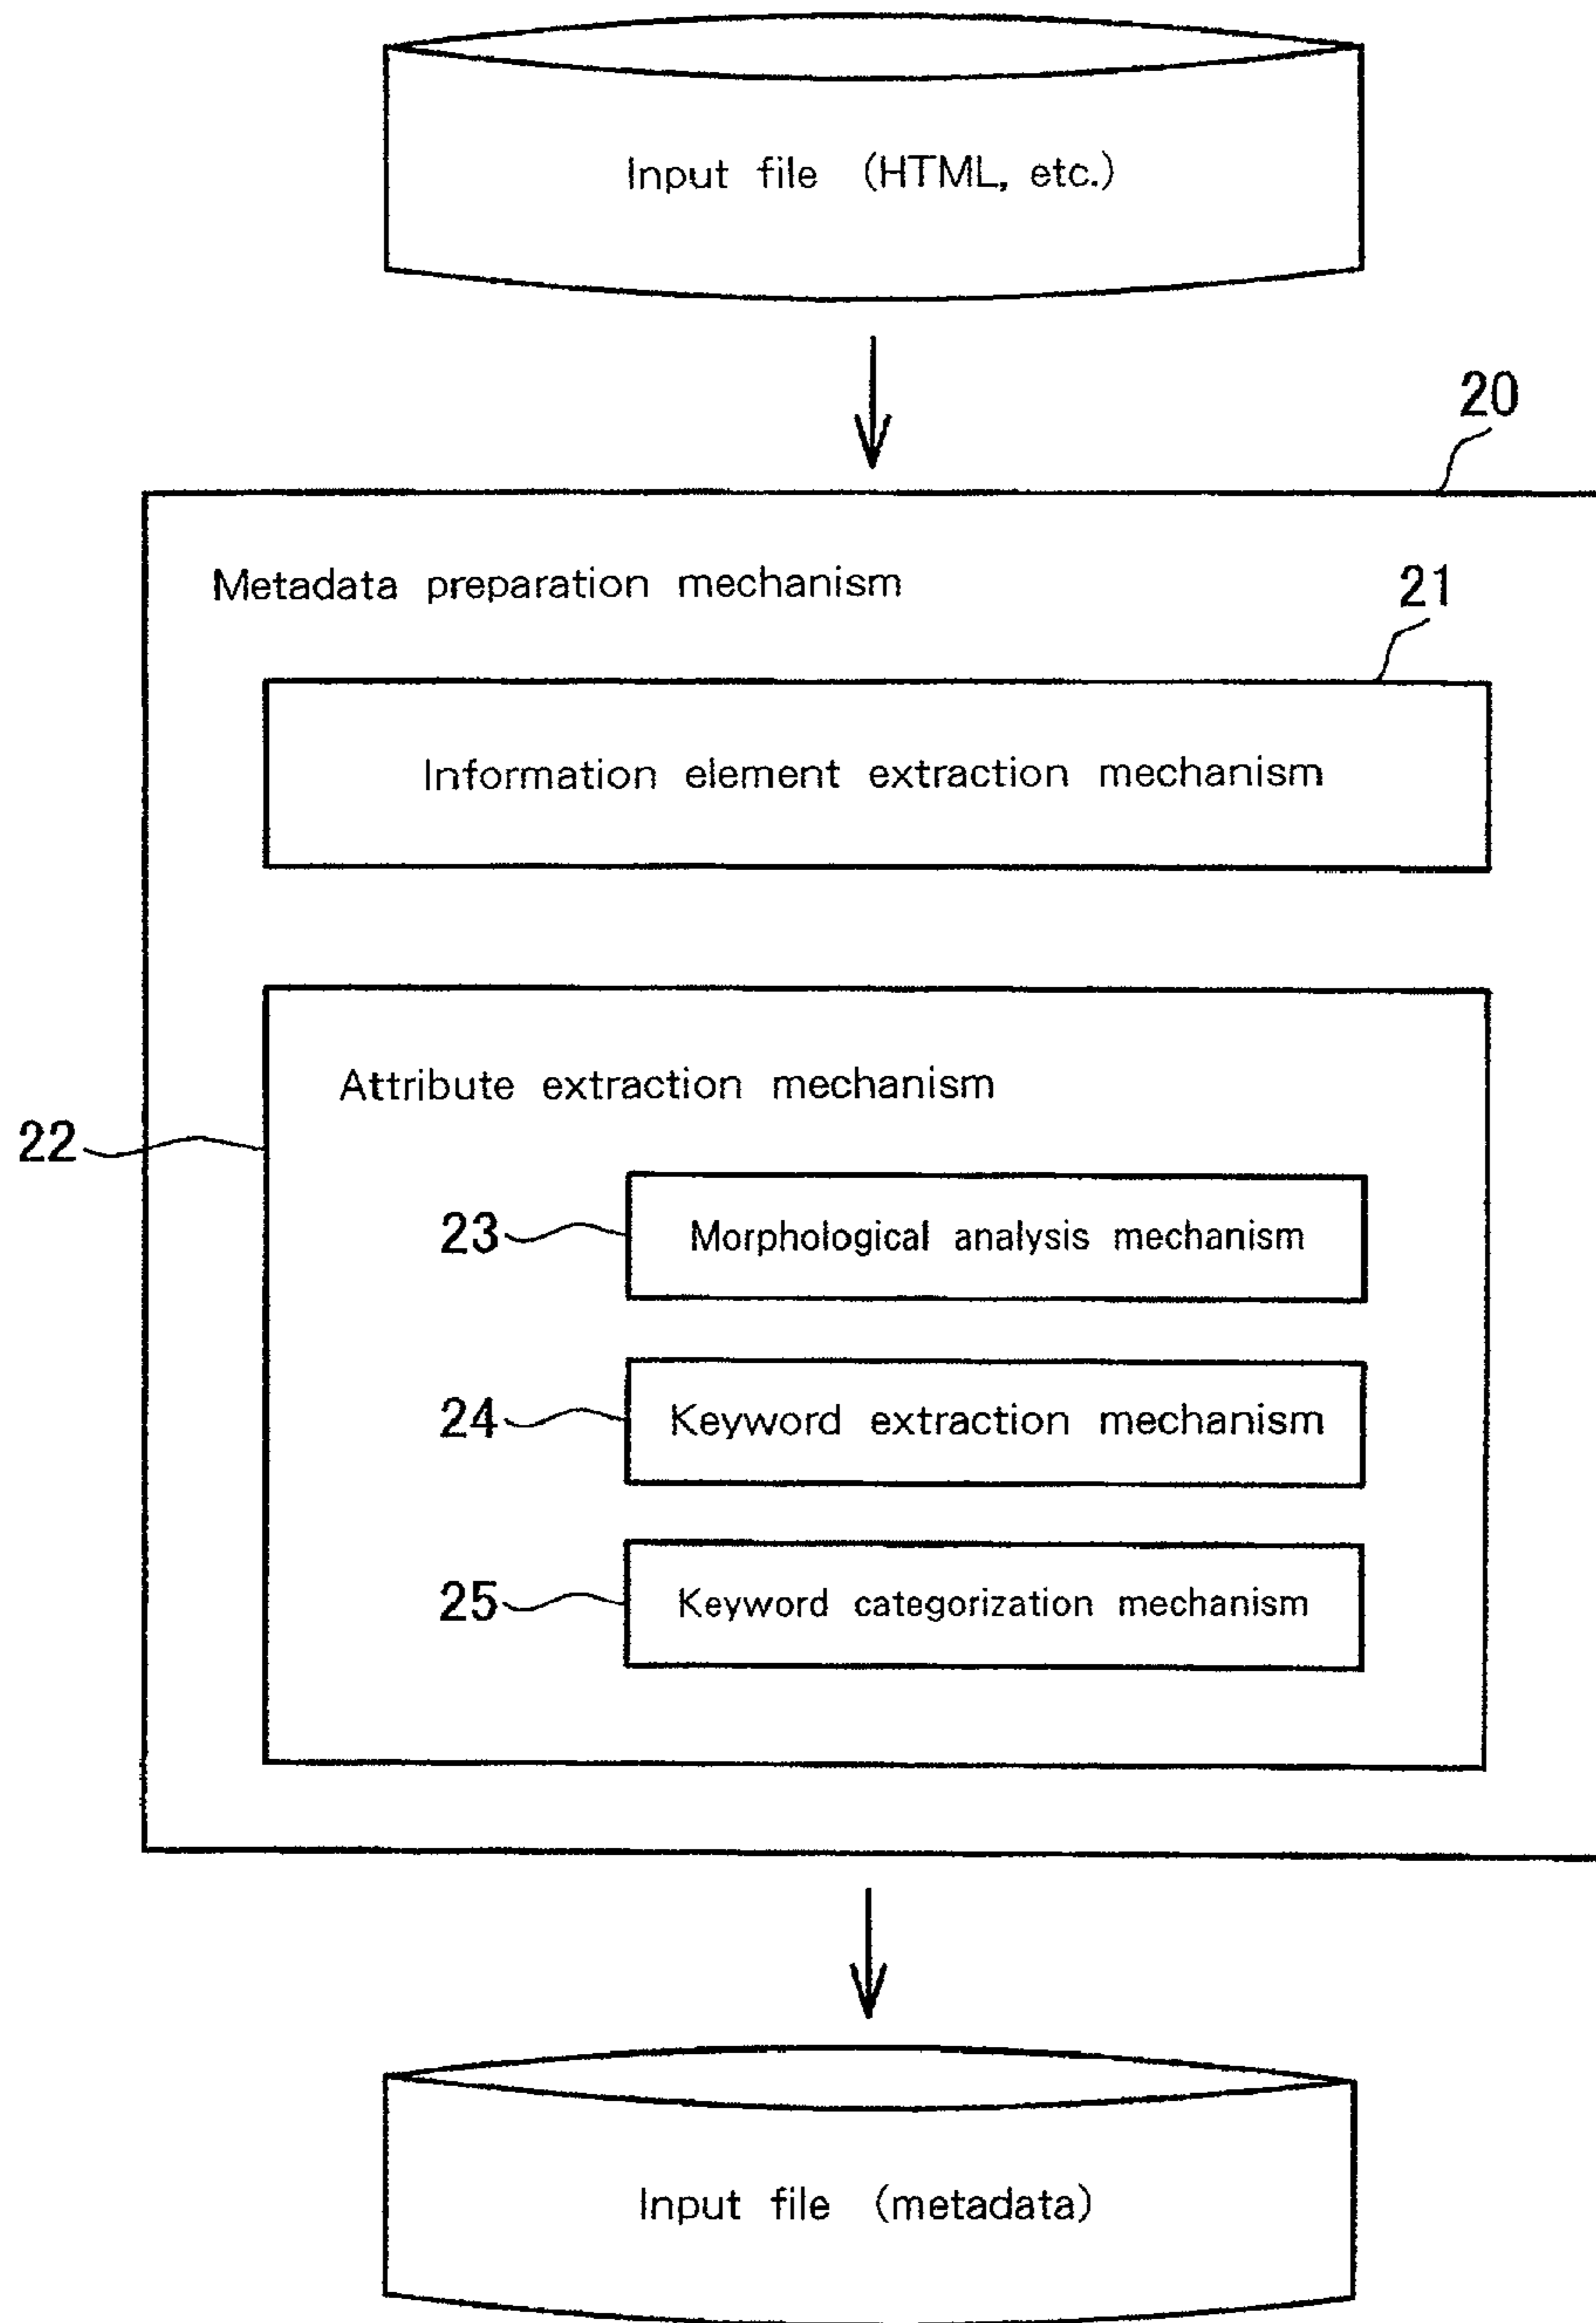 Input file (HTML, etc.)
20
Metadata preparation mechanism
21
Information element extraction mechanism
Attribute extraction mechanism
22
23 Morphological analysis mechanism
24 Keyword extraction mechanism
25 Keyword categorization mechanism
Input file (metadata)